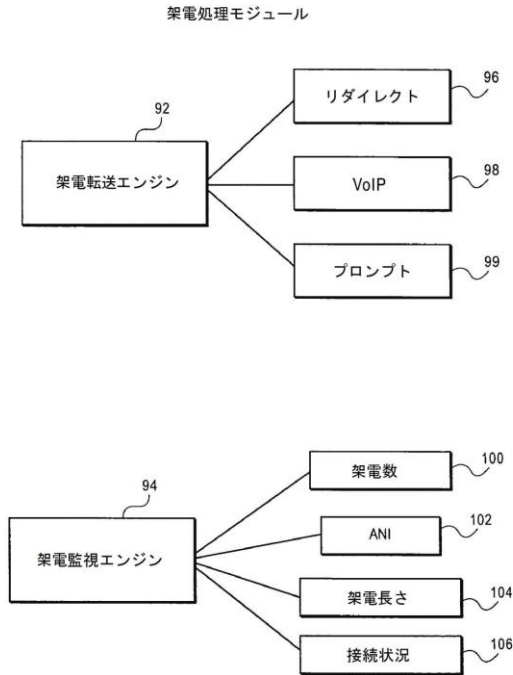 架電処理モジュール
92
架電転送エンジン
リダイレクト
96
VoIP
98
プロンプト
99
94
架電監視エンジン
架電数
100
ANI
102
架電長さ
104
接続状況
106